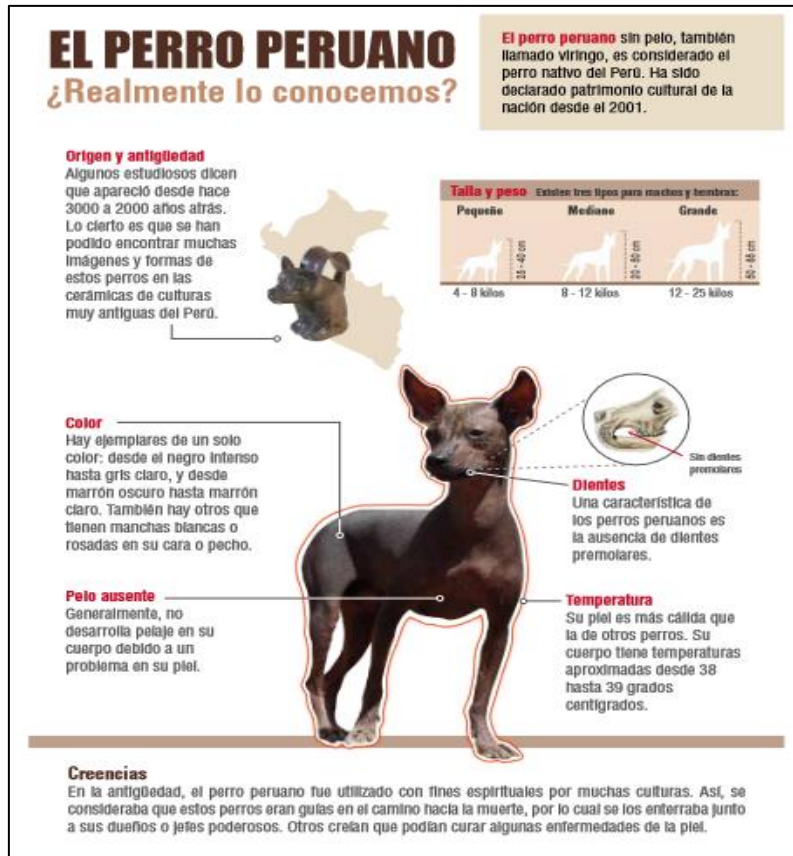 EL PERRO PERUANO
¿Realmente lo conocemos?
El perro peruano sin pelo, también
llamado viringo, es considerado el
perro nativo del Perú. Ha sido
declarado patrimonio cultural de la
nación desde el 2001.
Origen y antigüedad
Algunos estudiosos dicen
que apareció desde hace
3000 a 2000 años atrás.
Lo cierto es que se han
podido encontrar muchas
imágenes y formas de
estos perros en las
cerámicas de culturas
muy antiguas del Perú.
Talla y peso Existen tres tipos para machos y hembras:
Pequeño Mediano Grande
4 - 8 kilos 8 - 12 kilos 12 - 25 kilos
Color
Hay ejemplares de un solo
color: desde el negro intenso
hasta gris claro, y desde
marrón oscuro hasta marrón
claro. También hay otros que
tienen manchas blancas o
rosadas en su cara o pecho.
Sin dientes
premolares
Dientes
Una característica de
los perros peruanos es
la ausencia de dientes
premolares.
Pelo ausente
Generalmente, no
desarrolla pelaje en su
cuerpo debido a un
problema en su piel.
Temperatura
Su piel es más cálida que
la de otros perros. Su
cuerpo tiene temperaturas
aproximadas desde 38
hasta 39 grados
centígrados.
Creencias
En la antigüedad, el perro peruano fue utilizado con fines espirituales por muchas culturas. Así, se
consideraba que estos perros eran guías en el camino hacia la muerte, por lo cual se los enterraba junto
a sus dueños o jefes poderosos. Otros creían que podían curar algunas enfermedades de la piel.